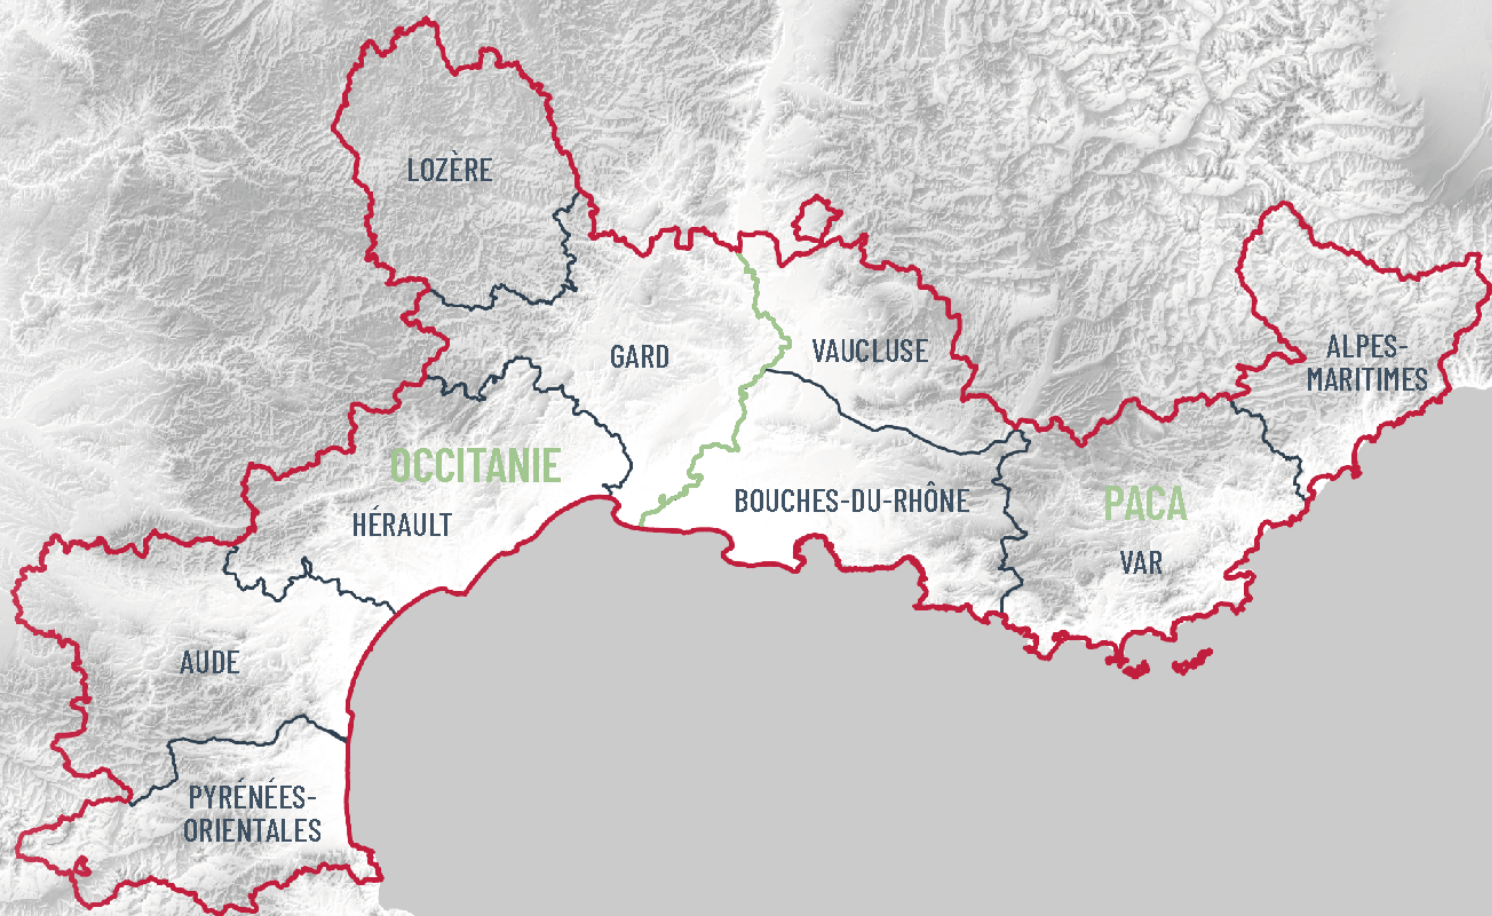 LOZÈRE
GARD
VAUCLUSE
ALPES-
MARITIMES
OCCITANIE
HÉRAULT
BOUCHES-DU-RHÔNE
PACA
VAR
AUDE
PYRÉNÉES-
ORIENTALES